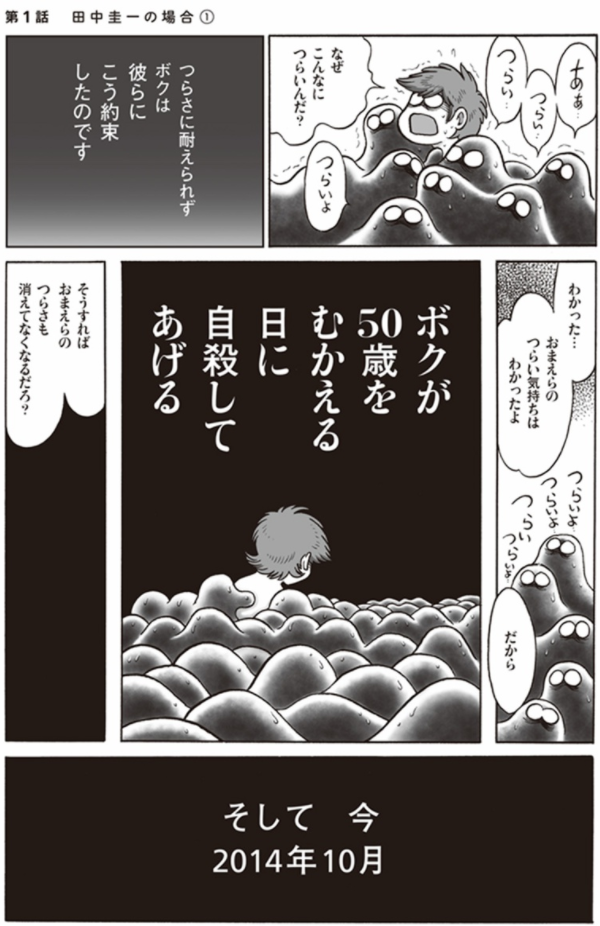 第1話 田中圭一の場合①
あぁ…
つらい…
つらい…
なぜ
こんなに
つらいんだ?
つらいよ
つらさに耐えられず
ボクは
彼らに
こう約束
したのです
わかった…
おまえらの
つらい気持ちは
わかったよ
つらいよ…
つらいよ…
つらい
つらいよ…
だから
ボクが
50歳を
むかえる
日に
自殺して
あげる
そうすれば
おまえらの
つらさも
消えてなくなるだろ?
そして 今
2014年10月